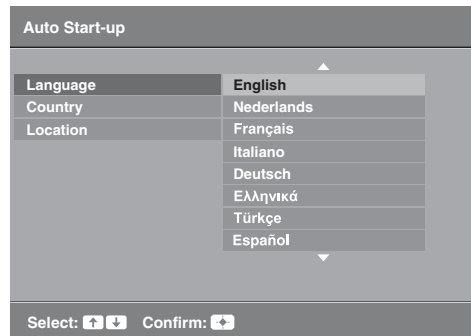 Auto Start-up
Language
Country
Location
English
Nederlands
Français
Italiano
Deutsch
Ελληνικά
Türkçe
Español
Select: Confirm: